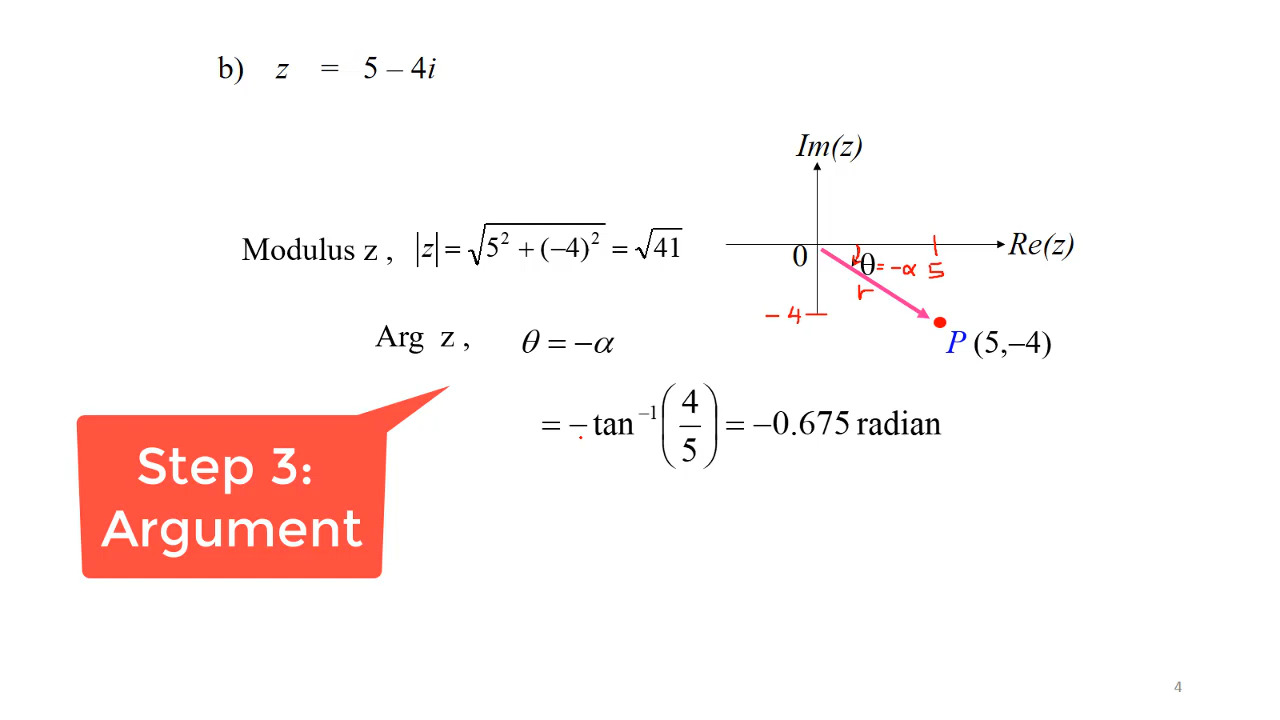 b) z = 5 – 4i
Im(z)
Modulus z , |z| = √(5² + (–4)²) = √41
0
Re(z)
θ = -α
5
r
-4
P (5,–4)
Arg z , θ = –α
= – tan⁻¹(4/5) = –0.675 radian
Step 3:
Argument
4